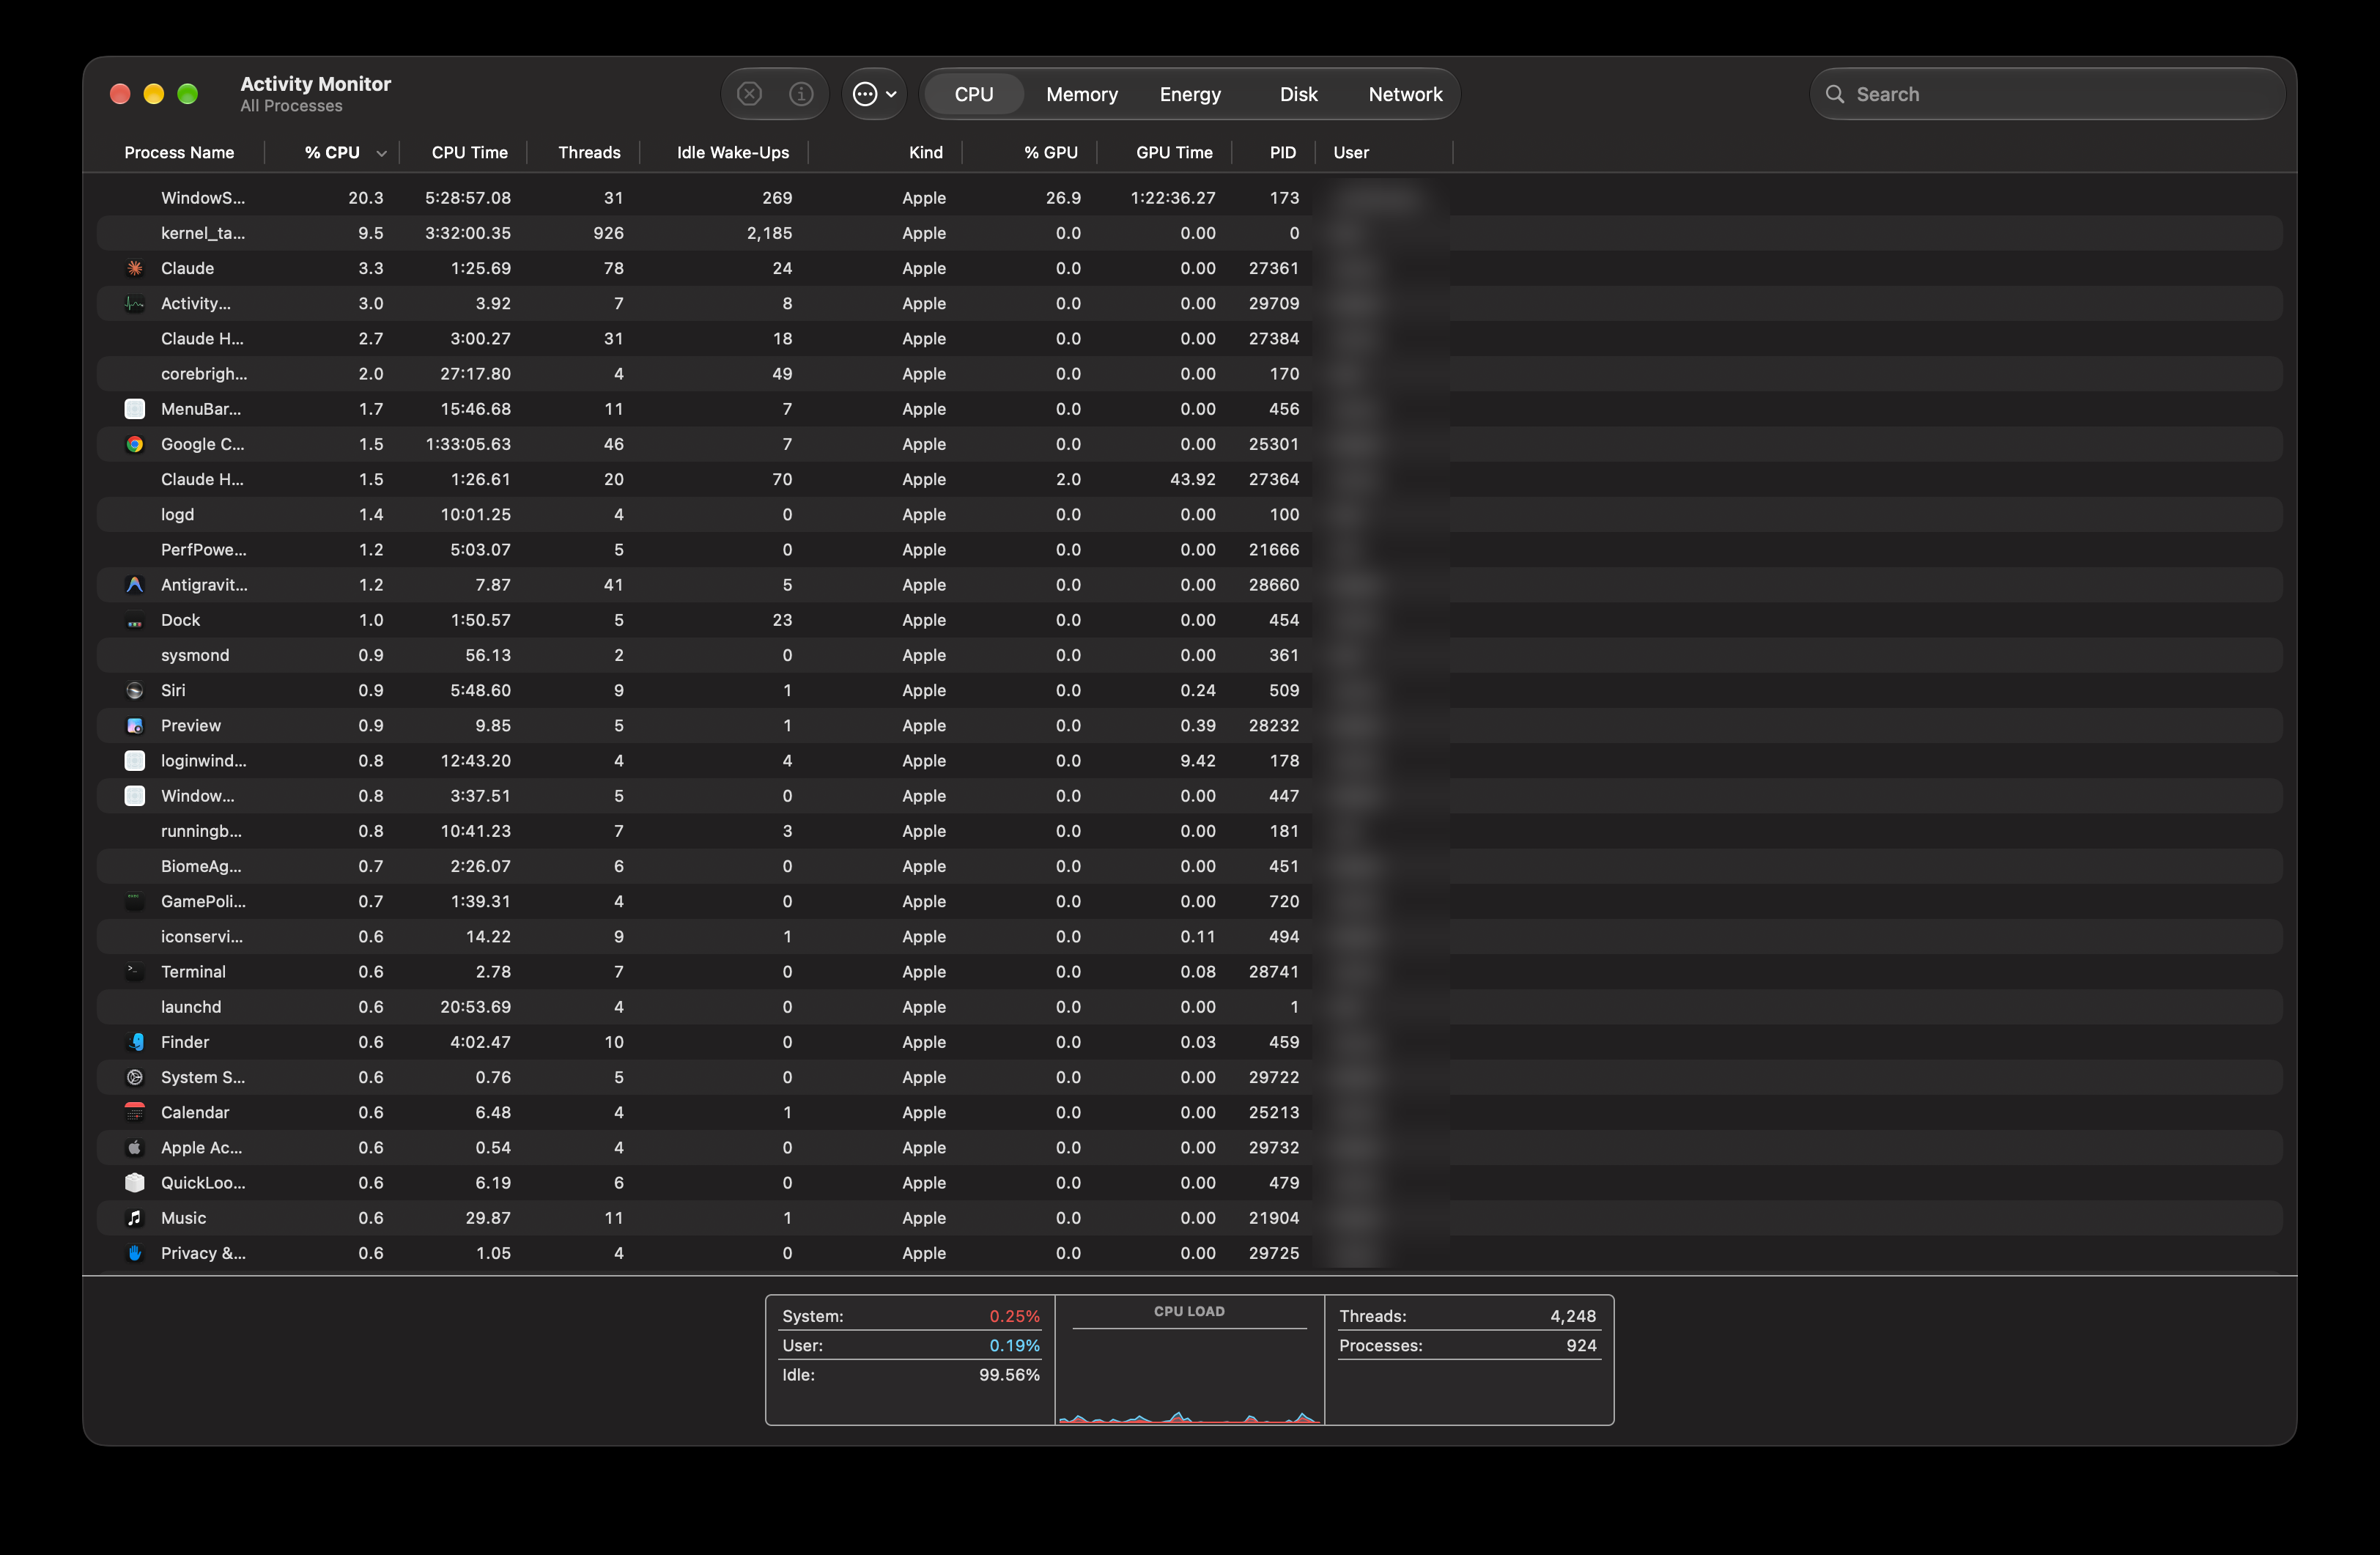 Activity Monitor
All Processes
CPU Memory Energy Disk Network
Search
Process Name % CPU CPU Time Threads Idle Wake-Ups Kind % GPU GPU Time PID User
WindowS... 20.3 5:28:57.08 31 269 Apple 26.9 1:22:36.27 173
kernel_ta... 9.5 3:32:00.35 926 2,185 Apple 0.0 0.00 0
Claude 3.3 1:25.69 78 24 Apple 0.0 0.00 27361
Activity... 3.0 3.92 7 8 Apple 0.0 0.00 29709
Claude H... 2.7 3:00.27 31 18 Apple 0.0 0.00 27384
corebrigh... 2.0 27:17.80 4 49 Apple 0.0 0.00 170
MenuBar... 1.7 15:46.68 11 7 Apple 0.0 0.00 456
Google C... 1.5 1:33:05.63 46 7 Apple 0.0 0.00 25301
Claude H... 1.5 1:26.61 20 70 Apple 2.0 43.92 27364
logd 1.4 10:01.25 4 0 Apple 0.0 0.00 100
PerfPowe... 1.2 5:03.07 5 0 Apple 0.0 0.00 21666
Antigravit... 1.2 7.87 41 5 Apple 0.0 0.00 28660
Dock 1.0 1:50.57 5 23 Apple 0.0 0.00 454
sysmond 0.9 56.13 2 0 Apple 0.0 0.00 361
Siri 0.9 5:48.60 9 1 Apple 0.0 0.24 509
Preview 0.9 9.85 5 1 Apple 0.0 0.39 28232
loginwind... 0.8 12:43.20 4 4 Apple 0.0 9.42 178
Window... 0.8 3:37.51 5 0 Apple 0.0 0.00 447
runningb... 0.8 10:41.23 7 3 Apple 0.0 0.00 181
BiomeAg... 0.7 2:26.07 6 0 Apple 0.0 0.00 451
GamePoli... 0.7 1:39.31 4 0 Apple 0.0 0.00 720
iconservi... 0.6 14.22 9 1 Apple 0.0 0.11 494
Terminal 0.6 2.78 7 0 Apple 0.0 0.08 28741
launchd 0.6 20:53.69 4 0 Apple 0.0 0.00 1
Finder 0.6 4:02.47 10 0 Apple 0.0 0.03 459
System S... 0.6 0.76 5 0 Apple 0.0 0.00 29722
Calendar 0.6 6.48 4 1 Apple 0.0 0.00 25213
Apple Ac... 0.6 0.54 4 0 Apple 0.0 0.00 29732
QuickLoo... 0.6 6.19 6 0 Apple 0.0 0.00 479
Music 0.6 29.87 11 1 Apple 0.0 0.00 21904
Privacy &... 0.6 1.05 4 0 Apple 0.0 0.00 29725
System: 0.25% CPU LOAD Threads: 4,248
User: 0.19% Processes: 924
Idle: 99.56%